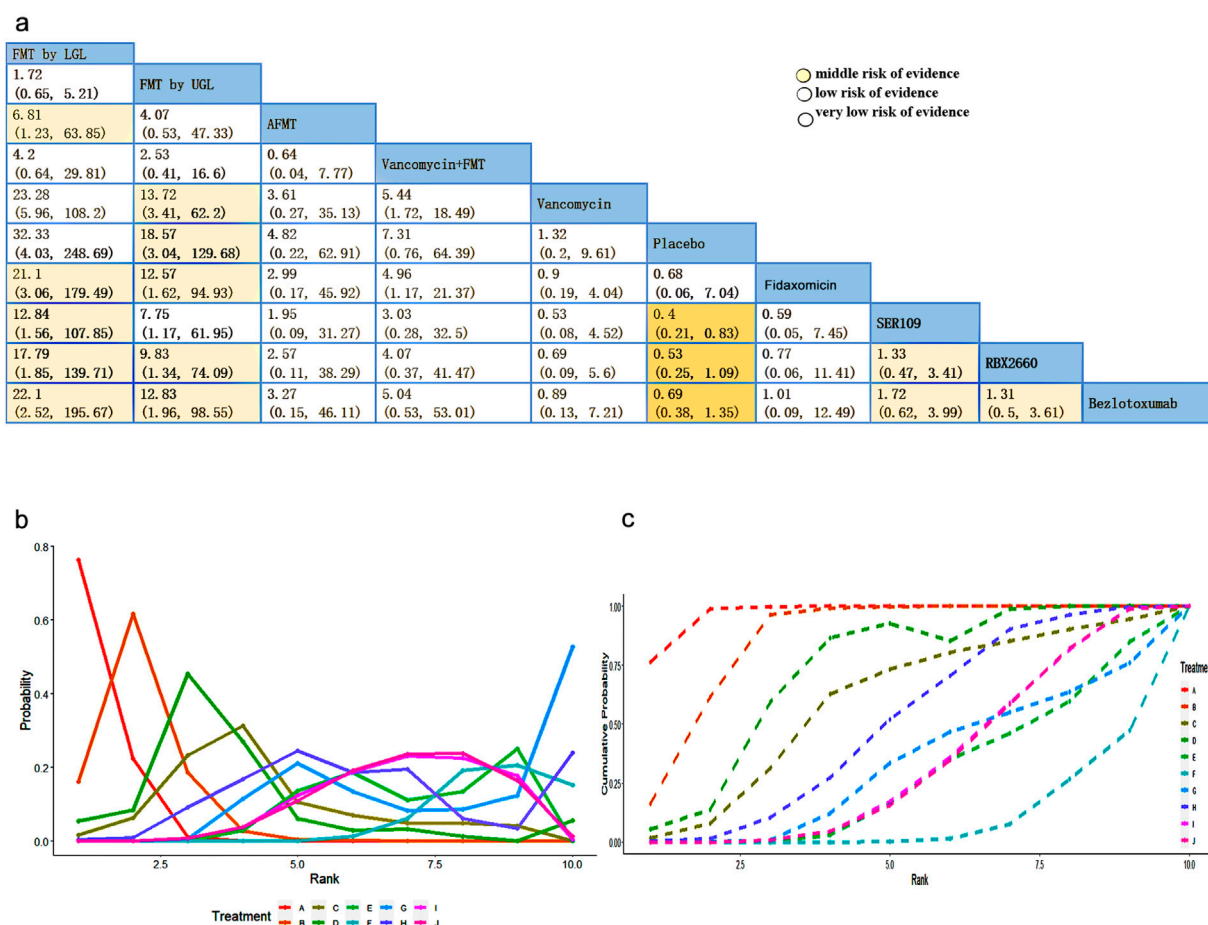 a
FMT by LGL
1.72
(0.65, 5.21)
FMT by UGL
6.81
(1.23, 63.85)
4.07
(0.53, 47.33)
AFMT
4.2
(0.64, 29.81)
2.53
(0.41, 16.6)
0.64
(0.04, 7.77)
Vancomycin+FMT
23.28
(5.96, 108.2)
13.72
(3.41, 62.2)
3.61
(0.27, 35.13)
5.44
(1.72, 18.49)
Vancomycin
32.33
(4.03, 248.69)
18.57
(3.04, 129.68)
4.82
(0.22, 62.91)
7.31
(0.76, 64.39)
1.32
(0.2, 9.61)
Placebo
21.1
(3.06, 179.49)
12.57
(1.62, 94.93)
2.99
(0.17, 45.92)
4.96
(1.17, 21.37)
0.9
(0.19, 4.04)
0.68
(0.06, 7.04)
Fidaxomicin
12.84
(1.56, 107.85)
7.75
(1.17, 61.95)
1.95
(0.09, 31.27)
3.03
(0.28, 32.5)
0.53
(0.08, 4.52)
0.4
(0.21, 0.83)
0.59
(0.05, 7.45)
SER109
17.79
(1.85, 139.71)
9.83
(1.34, 74.09)
2.57
(0.11, 38.29)
4.07
(0.37, 41.47)
0.69
(0.09, 5.6)
0.53
(0.25, 1.09)
0.77
(0.06, 11.41)
1.33
(0.47, 3.41)
RBX2660
22.1
(2.52, 195.67)
12.83
(1.96, 98.55)
3.27
(0.15, 46.11)
5.04
(0.53, 53.01)
0.89
(0.13, 7.21)
0.69
(0.38, 1.35)
1.01
(0.09, 12.49)
1.72
(0.62, 3.99)
1.31
(0.5, 3.61)
Bezlotoxumab
middle risk of evidence
low risk of evidence
very low risk of evidence
b
0.8
0.6
0.4
0.2
0.0
Probability
2.5 5.0 7.5 10.0
Rank
Treatment A C E G I
B D F H J
c
1.00
0.75
0.50
0.25
0.00
Cumulative Probability
2.5 5.0 7.5 10.0
Rank
Treatment
A
B
C
D
E
F
G
H
I
J